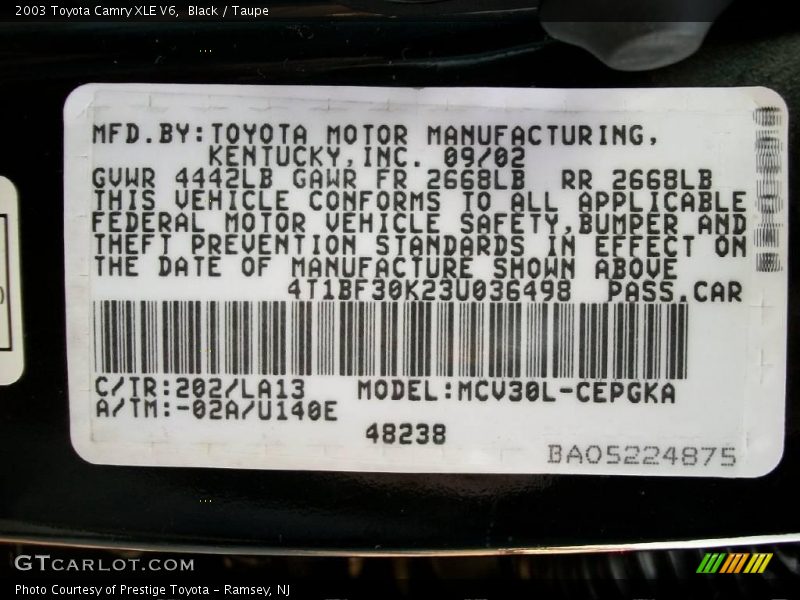 2003 Toyota Camry XLE V6,  Black / Taupe
MFD.BY:TOYOTA MOTOR MANUFACTURING,
KENTUCKY,INC. 09/02
GVWR 4442LB GAWR FR 2668LB  RR 2668LB
THIS VEHICLE CONFORMS TO ALL APPLICABLE
FEDERAL MOTOR VEHICLE SAFETY,BUMPER AND
THEFT PREVENTION STANDARDS IN EFFECT ON
THE DATE OF MANUFACTURE SHOWN ABOVE
4T1BF30K23U036498  PASS.CAR
C/TR:202/LA13  MODEL:MCV30L-CEPGKA
A/TM:-02A/U140E
48238
BA05224875
GTCARLOT.COM
Photo Courtesy of Prestige Toyota - Ramsey, NJ